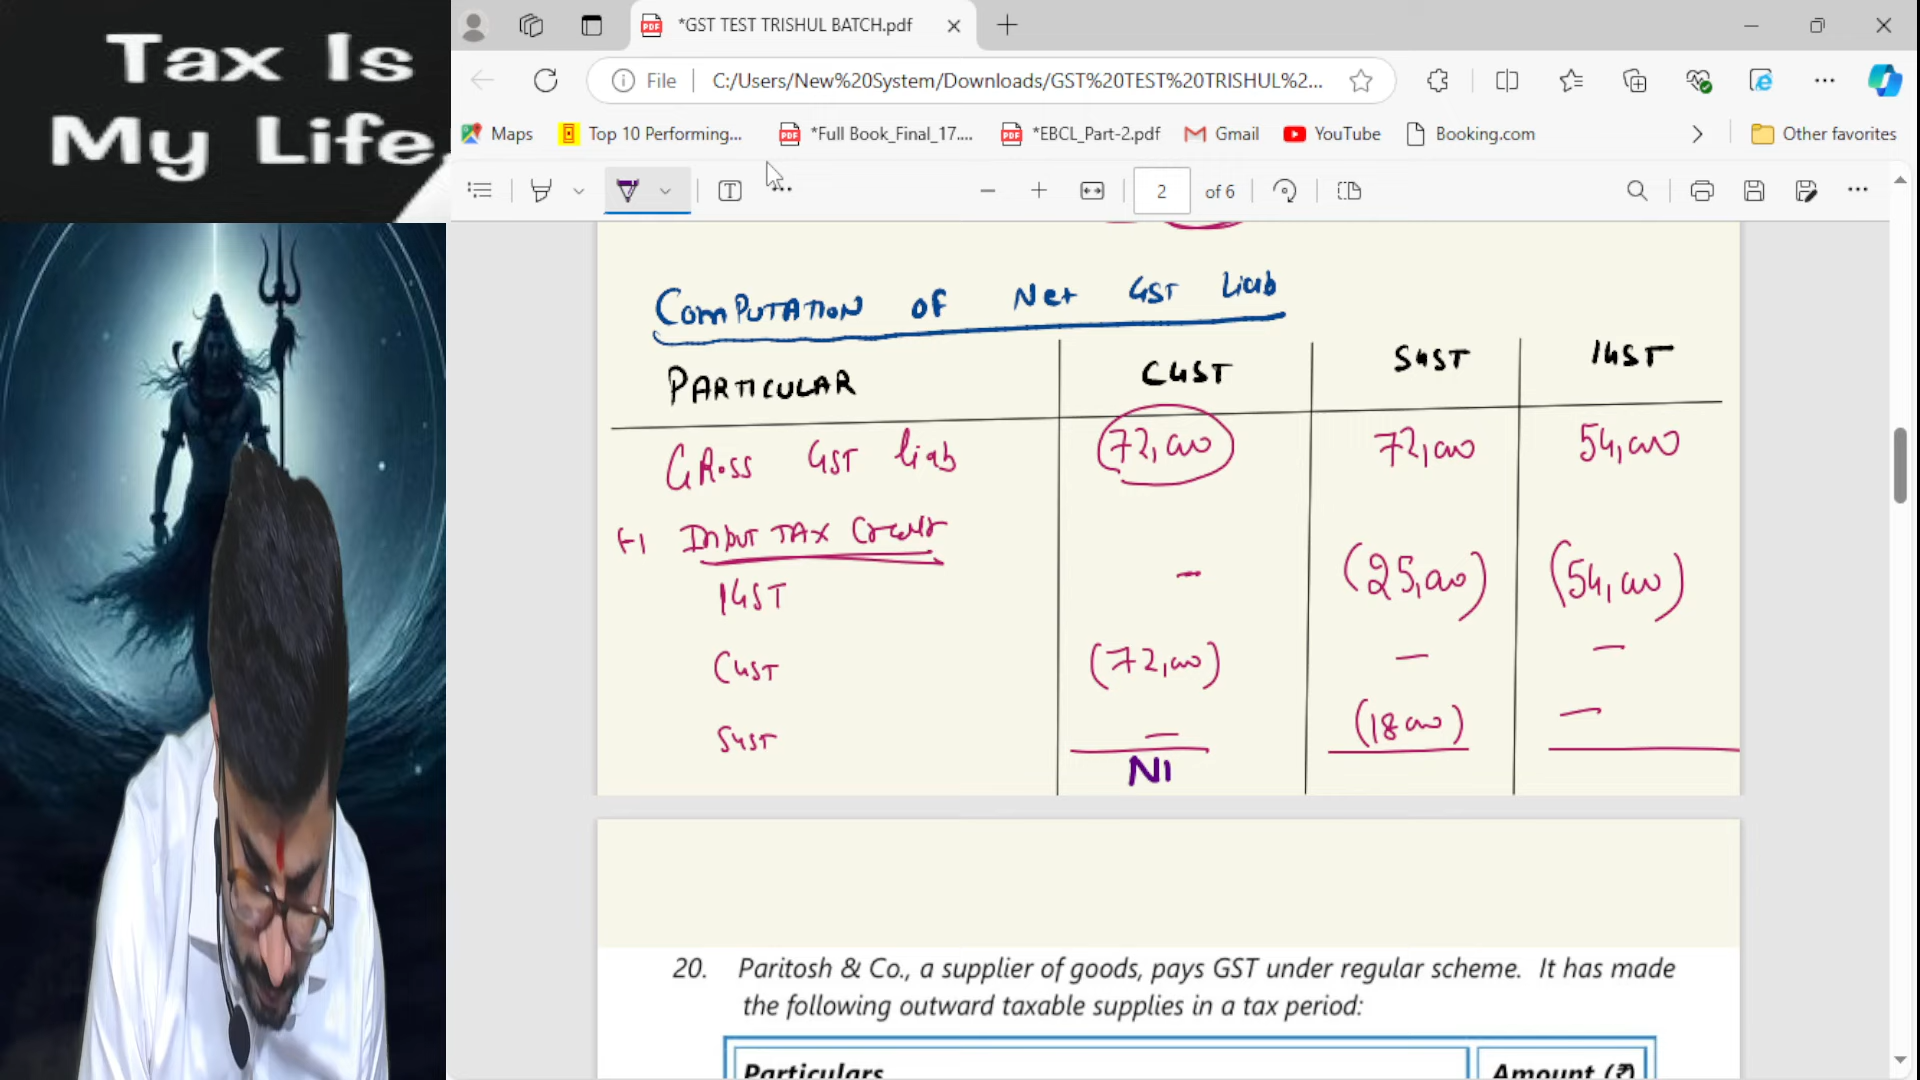 Tax Is
My Life.
*GST TEST TRISHUL BATCH.pdf
File C:/Users/New%20System/Downloads/GST%20TEST%20TRISHUL%2...
Maps Top 10 Performing... *Full Book_Final_17.... *EBCL_Part-2.pdf Gmail YouTube Booking.com Other favorites
2 of 6
COMPUTATION OF Net GST Liab
PARTICULAR CGST SGST IGST
GROSS GST liab 72,000 72,000 54,000
(-) INPUT TAX Credit
IGST - (25,000) (54,000)
CGST (72,000) - -
SGST - (18000) -
NI
20. Paritosh & Co., a supplier of goods, pays GST under regular scheme. It has made
the following outward taxable supplies in a tax period:
Particulars Amount (₹)